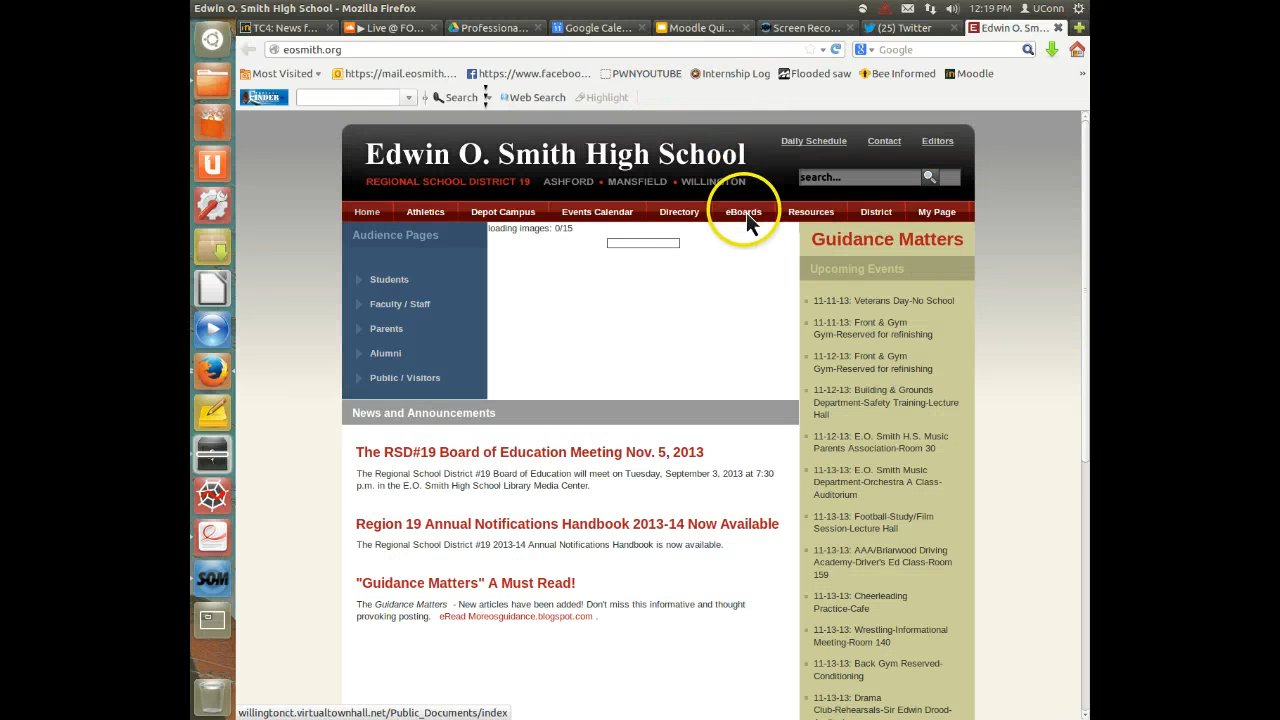 Edwin O. Smith High School - Mozilla Firefox
12:19 PM UConn
TC4: News f...
▶ Live @ FO...
Professiona...
Google Cale...
Moodle Qui...
Screen Reco...
(25) Twitter
Edwin O. Sm...
eosmith.org
Google
Most Visited
https://mail.eosmith....
https://www.faceboo...
PWNYOUTUBE
Internship Log
Flooded saw
Bee Informed
Moodle
»
Search
Web Search
Highlight
Daily Schedule Contact Editors
Edwin O. Smith High School
REGIONAL SCHOOL DISTRICT 19 ASHFORD • MANSFIELD • WILLINGTON
search...
Home Athletics Depot Campus Events Calendar Directory eBoards Resources District My Page
Audience Pages
Students
Faculty / Staff
Parents
Alumni
Public / Visitors
loading images: 0/15
News and Announcements
The RSD#19 Board of Education Meeting Nov. 5, 2013
The Regional School District #19 Board of Education will meet on Tuesday, September 3, 2013 at 7:30
p.m. in the E.O. Smith High School Library Media Center.
Region 19 Annual Notifications Handbook 2013-14 Now Available
The Regional School District #19 2013-14 Annual Notifications Handbook is now available.
"Guidance Matters" A Must Read!
The Guidance Matters - New articles have been added! Don't miss this informative and thought
provoking posting. eRead Moreosguidance.blogspot.com .
Guidance Matters
Upcoming Events
11-11-13: Veterans Day-No School
11-11-13: Front & Gym
Gym-Reserved for refinishing
11-12-13: Front & Gym
Gym-Reserved for refinishing
11-12-13: Building & Grounds
Department-Safety Training-Lecture
Hall
11-12-13: E.O. Smith H.S. Music
Parents Association-Room 30
11-13-13: E.O. Smith Music
Department-Orchestra A Class-
Auditorium
11-13-13: Football-Study/Film
Session-Lecture Hall
11-13-13: AAA/Briarwood Driving
Academy-Driver's Ed Class-Room
159
11-13-13: Cheerleading
Practice-Cafe
11-13-13: Wrestling-Informational
Meeting-Room 140
11-13-13: Back Gym Reserved-
Conditioning
11-13-13: Drama
Club-Rehearsals-Sir Edwin Drood-
willingtonct.virtualtownhall.net/Public_Documents/index
SOM